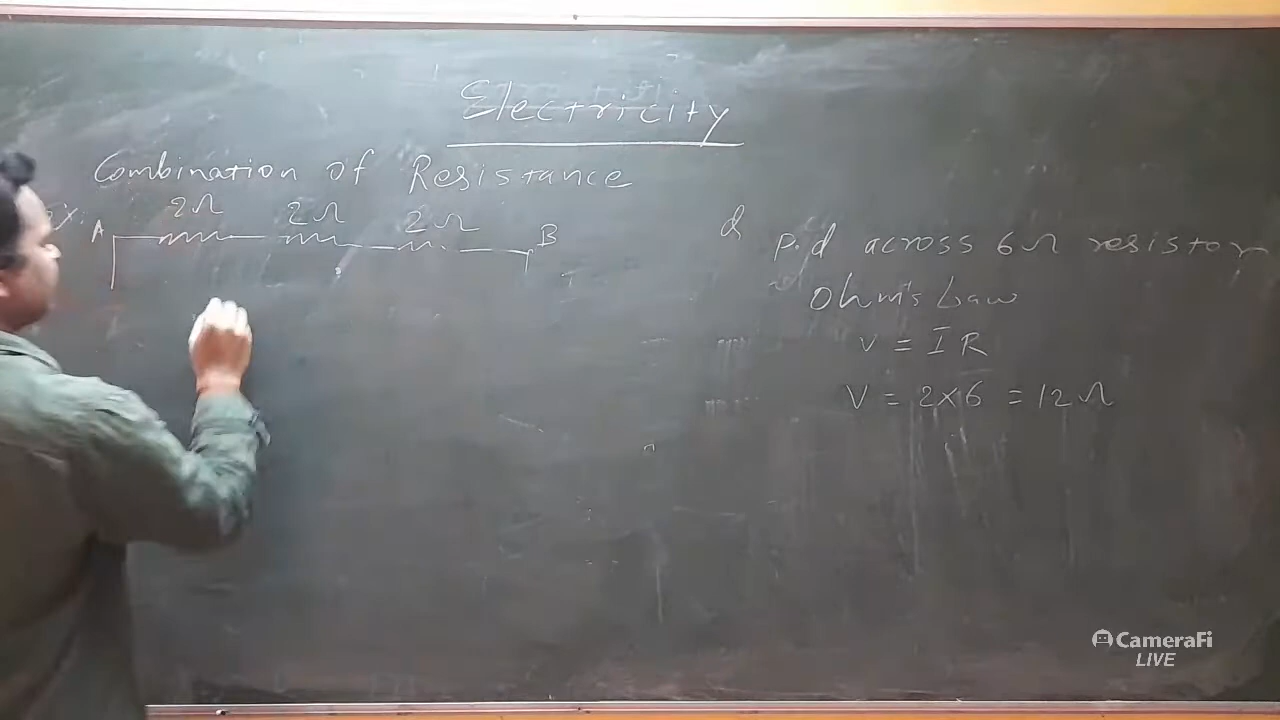 Electricity
Combination of Resistance
Ex:
A 2Ω 2Ω 2Ω B
d p.d across 6Ω resistor
Ohm's Law
V = IR
V = 2×6 = 12Ω
CameraFi
LIVE